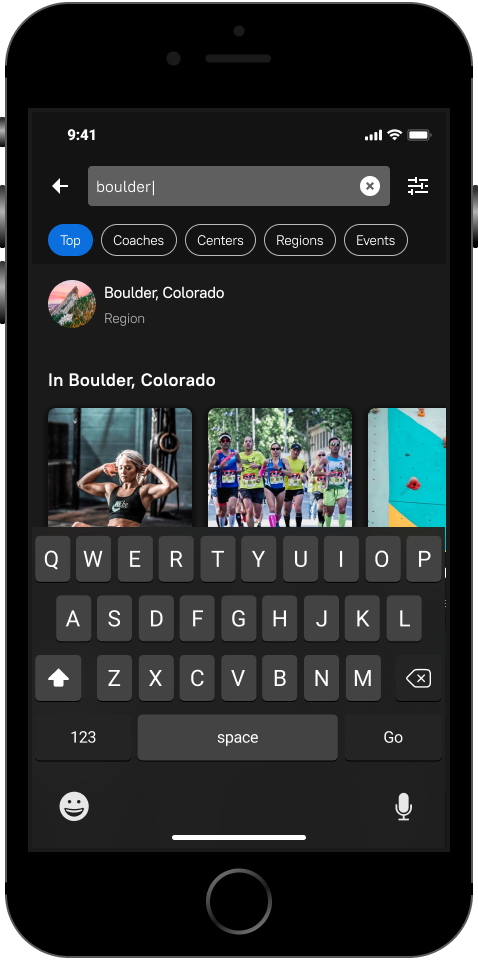 9:41
boulder
Top Coaches Centers Regions Events
Boulder, Colorado
Region
In Boulder, Colorado
Q W E R T Y U I O P
A S D F G H J K L
Z X C V B N M
123 space Go